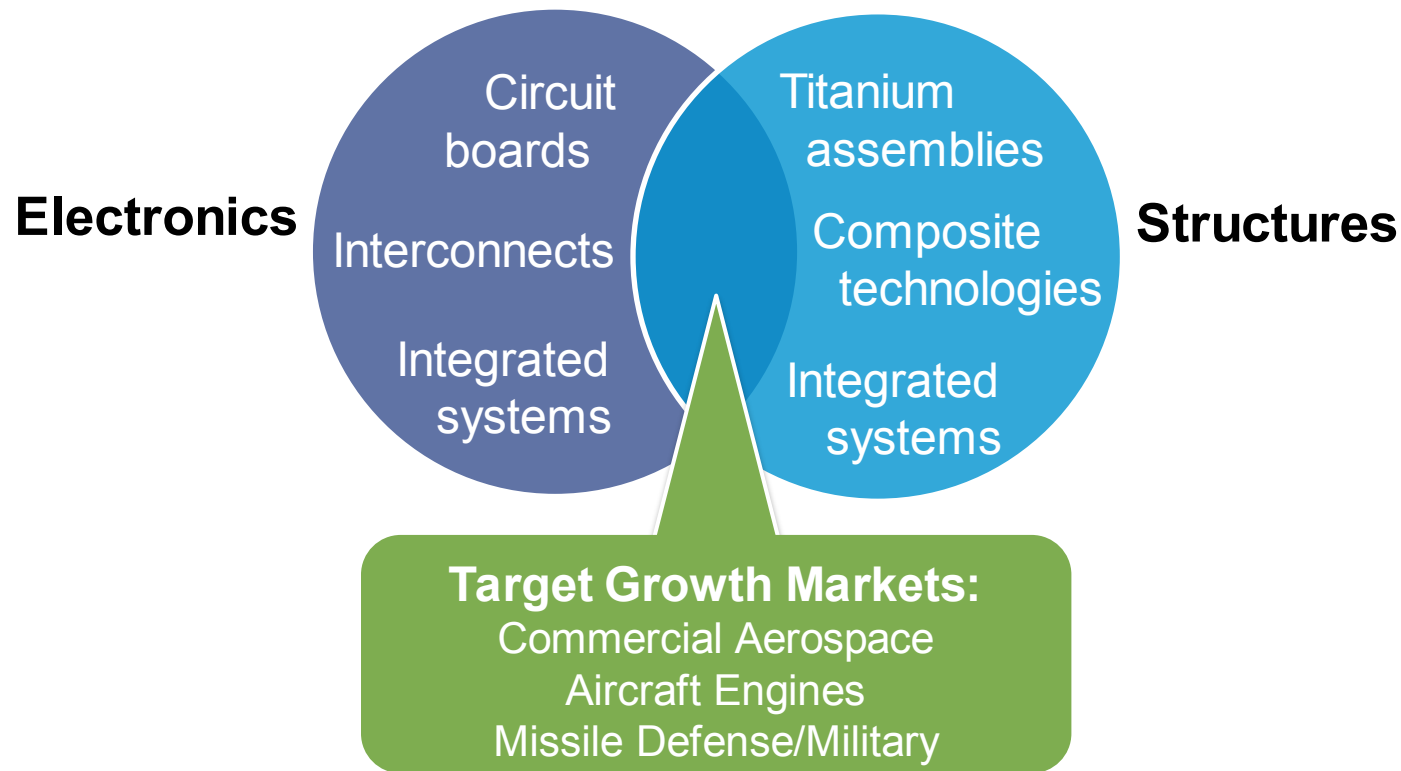 Electronics
Circuit
boards
Interconnects
Integrated
systems
Titanium
assemblies
Composite
technologies
Integrated
systems
Structures
Target Growth Markets:
Commercial Aerospace
Aircraft Engines
Missile Defense/Military